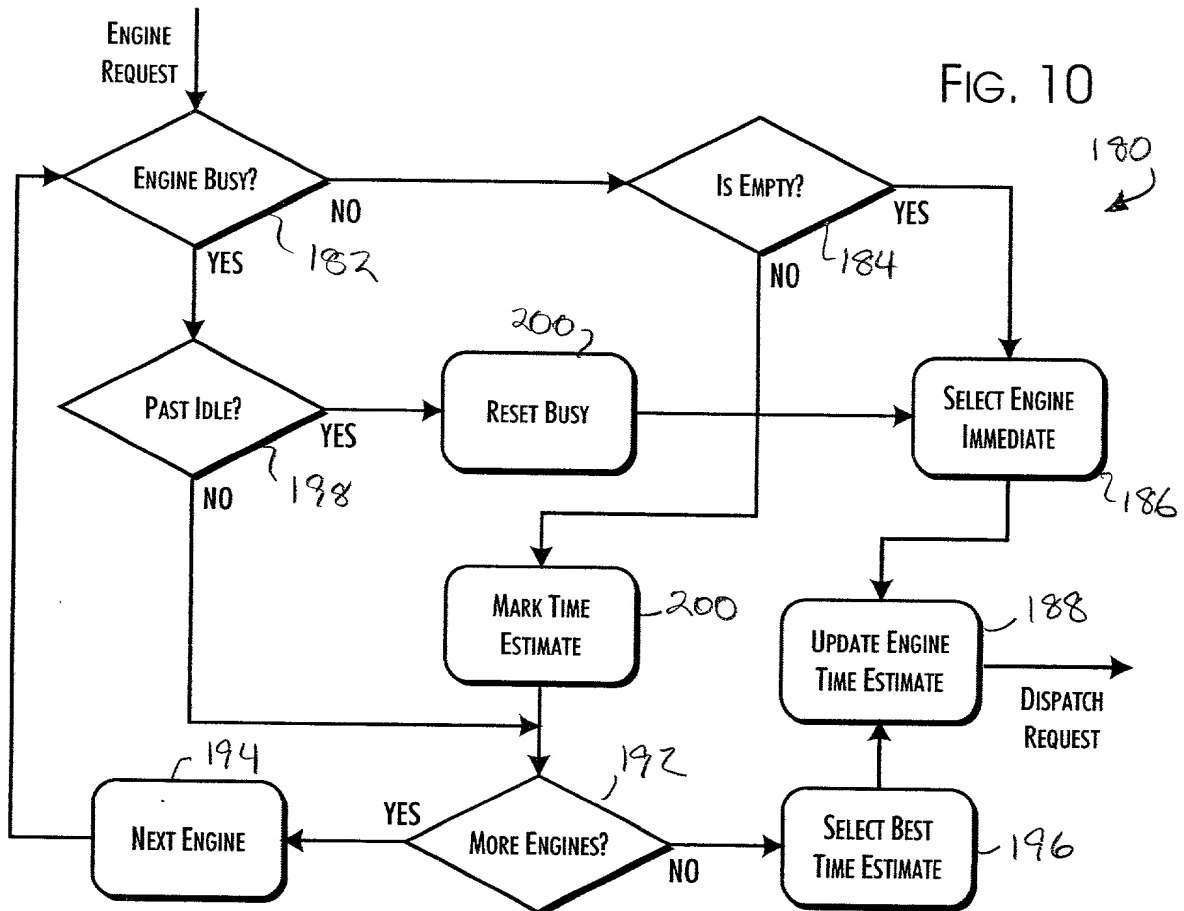 ENGINE
REQUEST
FIG. 10
180
ENGINE BUSY?
NO
YES
182
IS EMPTY?
YES
NO
184
PAST IDLE?
YES
NO
198
200
RESET BUSY
SELECT ENGINE
IMMEDIATE
186
MARK TIME
ESTIMATE
200
UPDATE ENGINE
TIME ESTIMATE
188
DISPATCH
REQUEST
194
NEXT ENGINE
YES
MORE ENGINES?
192
NO
SELECT BEST
TIME ESTIMATE
196